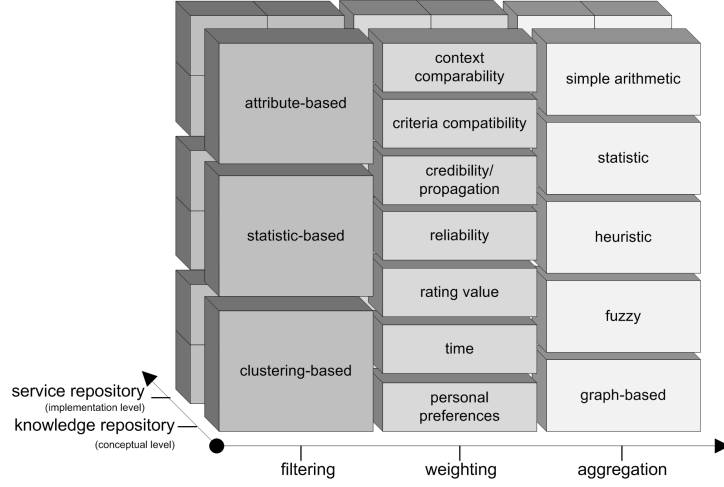 attribute-based
statistic-based
clustering-based
context
comparability
criteria compatibility
credibility/
propagation
reliability
rating value
time
personal
preferences
simple arithmetic
statistic
heuristic
fuzzy
graph-based
service repository
(implementation level)
knowledge repository
(conceptual level)
filtering
weighting
aggregation